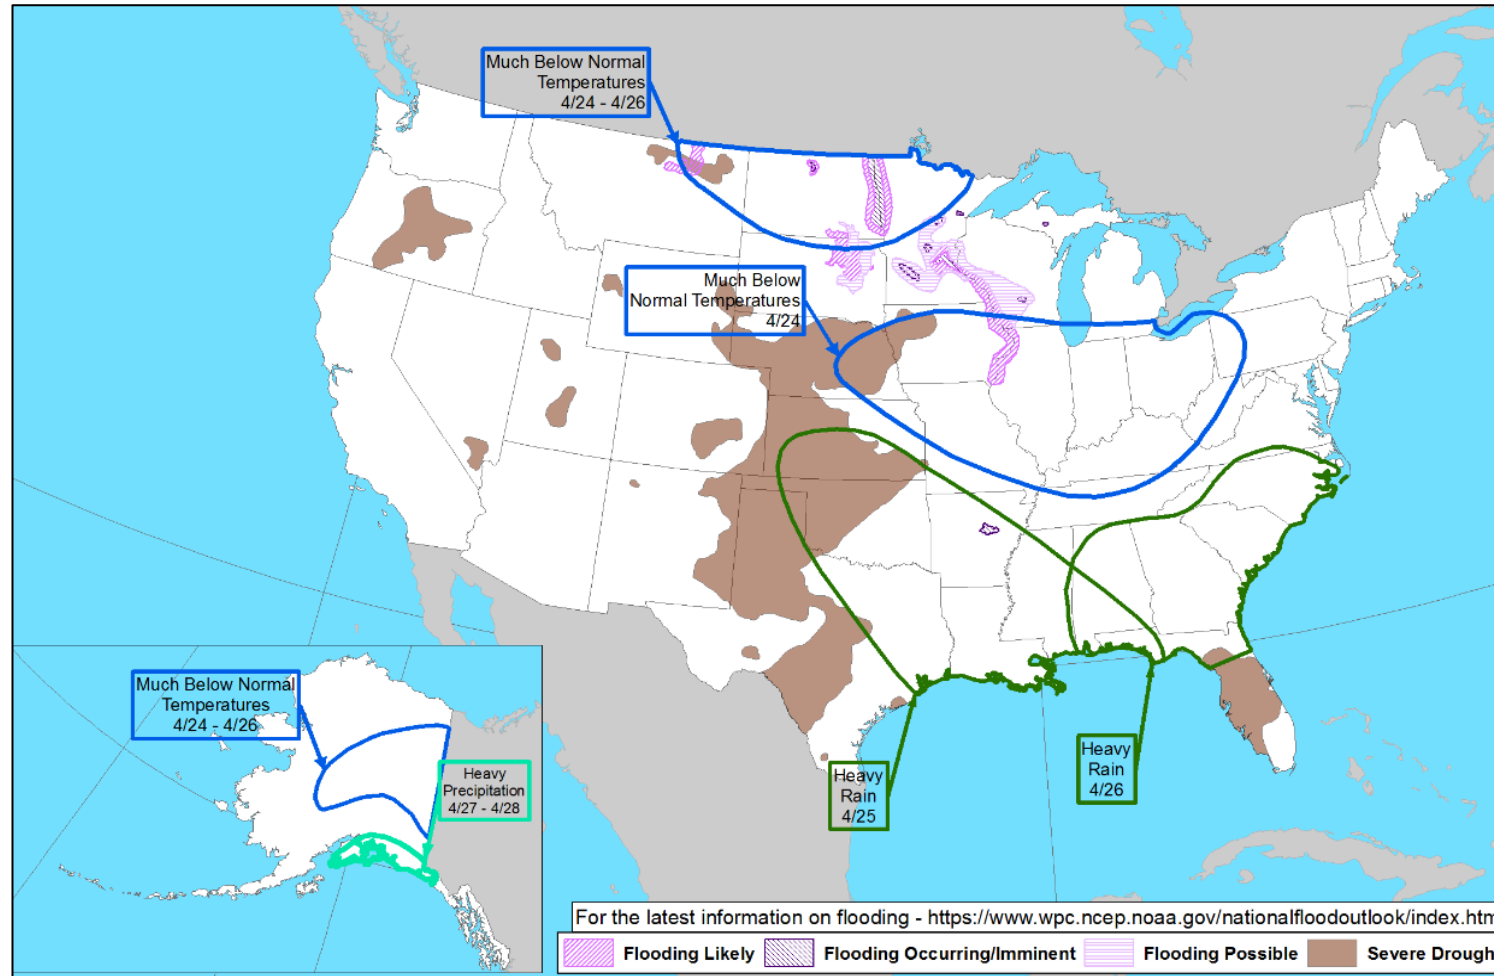 Much Below Normal
Temperatures
4/24 - 4/26
Much Below
Normal Temperatures
4/24
Much Below Normal
Temperatures
4/24 - 4/26
Heavy
Precipitation
4/27 - 4/28
Heavy
Rain
4/25
Heavy
Rain
4/26
For the latest information on flooding - https://www.wpc.ncep.noaa.gov/nationalfloodoutlook/index.htm
Flooding Likely
Flooding Occurring/Imminent
Flooding Possible
Severe Drough